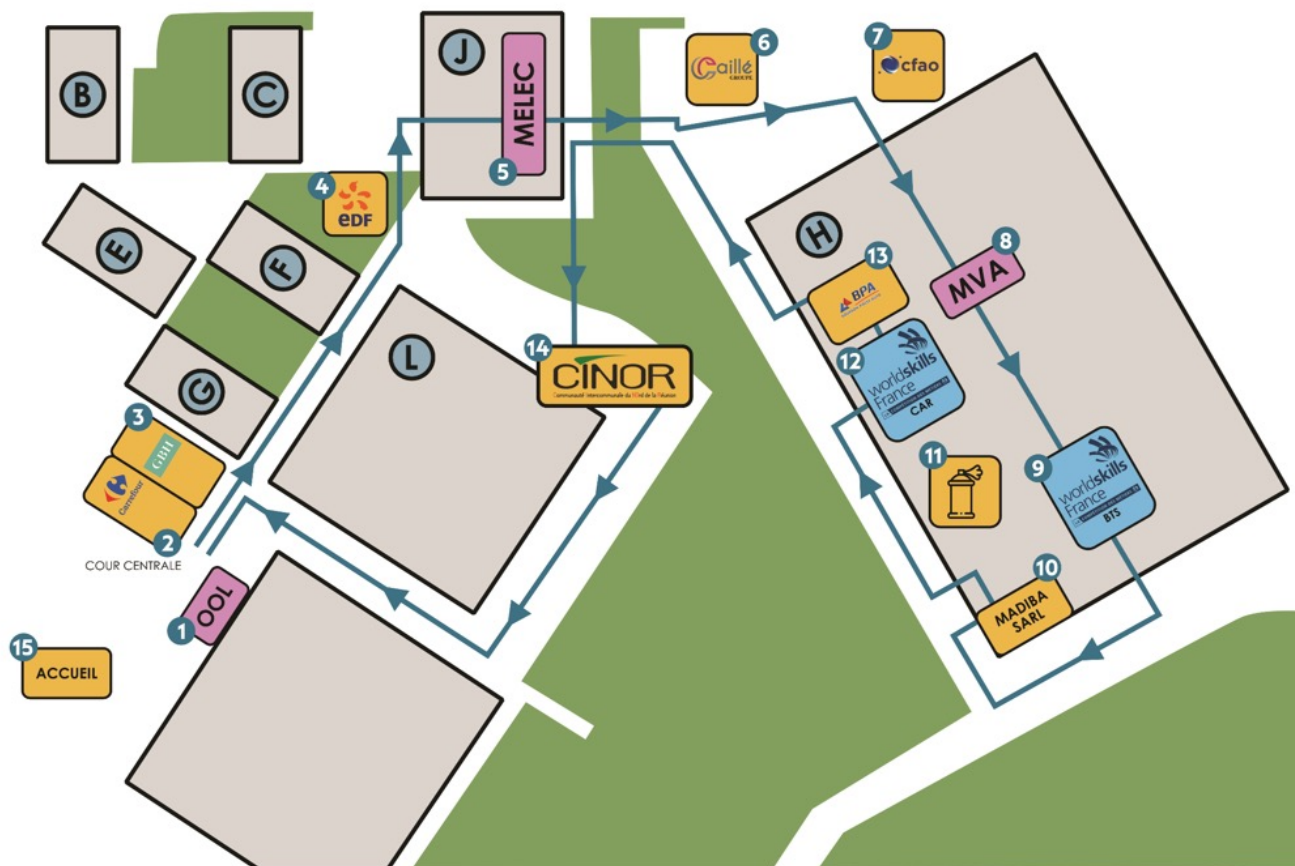 B
C
J
MELEC
5
6
Caillé
GROUPE
7
cfao
4
eDF
E
F
G
L
H
8
MVA
13
BPA
12
worldskills
France
CAR
14
CINOR
Communauté Intercommunale du Nord de la Réunion
3
GBH
Carrefour
2
COUR CENTRALE
11
9
worldskills
France
BTS
10
MADIBA
SARL
OOL
1
15
ACCUEIL